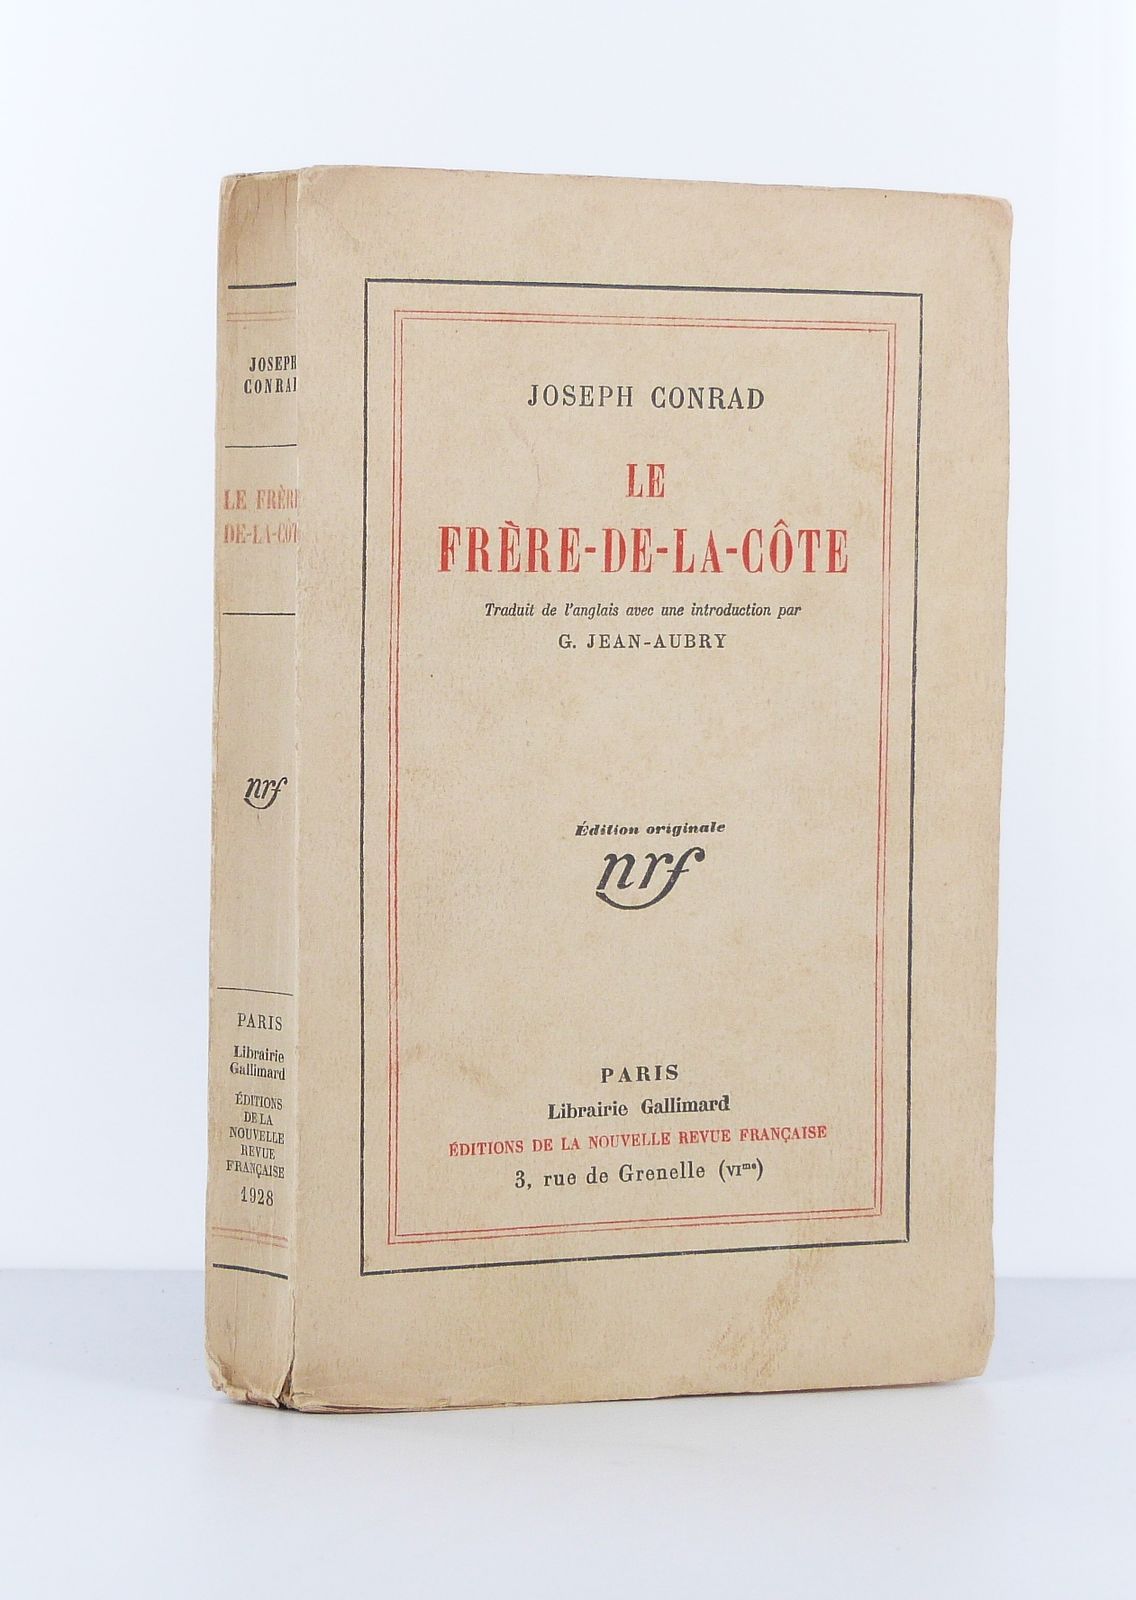 JOSEPH
CONRAD
LE FRÈRE
DE-LA-CÔTE
nrf
PARIS
Librairie
Gallimard
ÉDITIONS
DE LA
NOUVELLE
REVUE
FRANÇAISE
1928
JOSEPH CONRAD
LE
FRÈRE-DE-LA-CÔTE
Traduit de l'anglais avec une introduction par
G. JEAN-AUBRY
Édition originale
nrf
PARIS
Librairie Gallimard
ÉDITIONS DE LA NOUVELLE REVUE FRANÇAISE
3, rue de Grenelle (VIme)